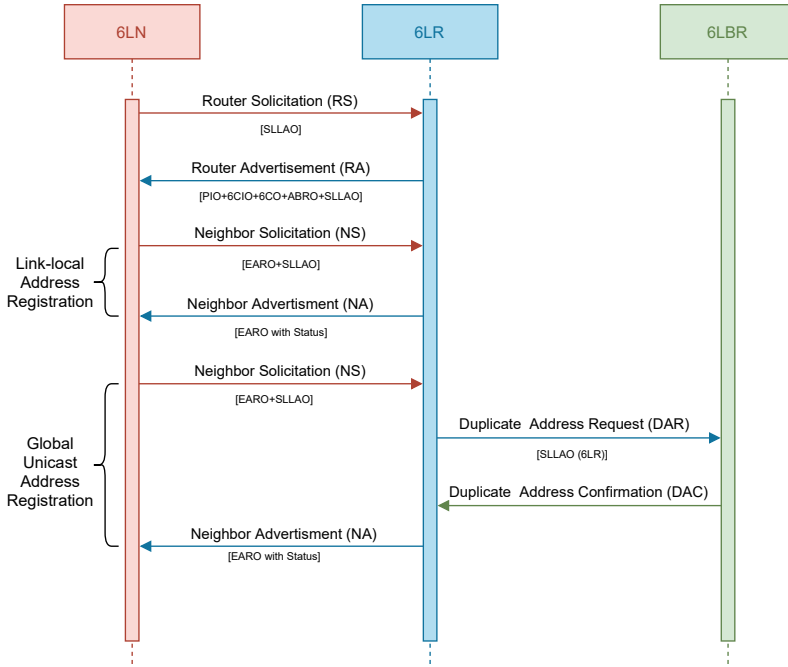 6LN
6LR
6LBR
Router Solicitation (RS)
[SLLAO]
Router Advertisement (RA)
[PIO+6CIO+6CO+ABRO+SLLAO]
Neighbor Solicitation (NS)
[EARO+SLLAO]
Link-local
Address
Registration
Neighbor Advertisment (NA)
[EARO with Status]
Neighbor Solicitation (NS)
[EARO+SLLAO]
Duplicate Address Request (DAR)
[SLLAO (6LR)]
Global
Unicast
Address
Registration
Duplicate Address Confirmation (DAC)
Neighbor Advertisment (NA)
[EARO with Status]